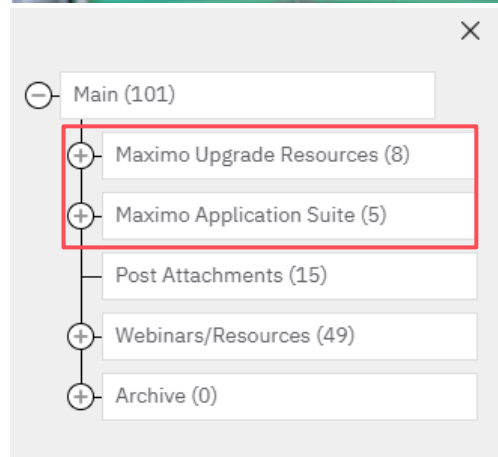 Main (101)
Maximo Upgrade Resources (8)
Maximo Application Suite (5)
Post Attachments (15)
Webinars/Resources (49)
Archive (0)